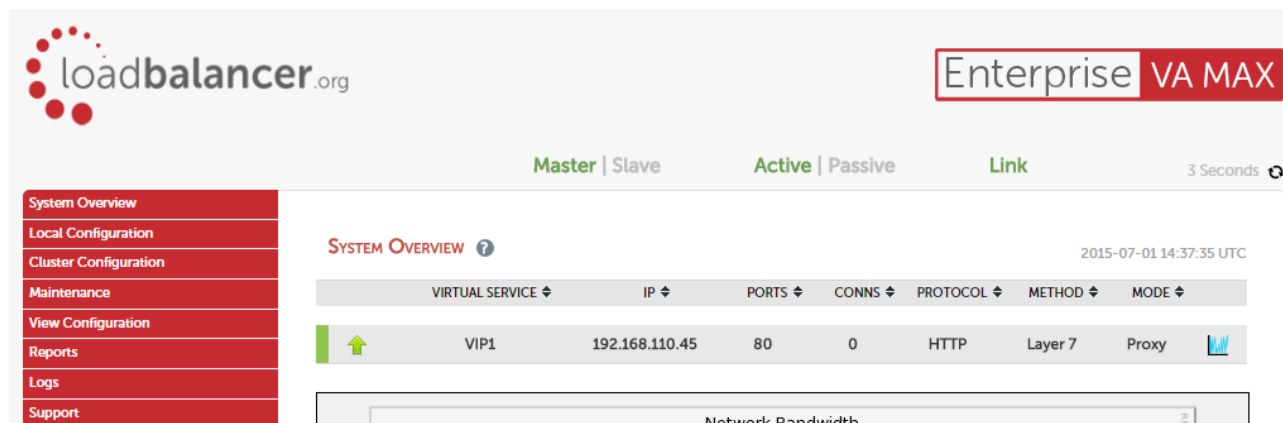 loadbalancer.org
Enterprise VA MAX
Master | Slave Active | Passive Link 3 Seconds
System Overview
Local Configuration
Cluster Configuration
Maintenance
View Configuration
Reports
Logs
Support
SYSTEM OVERVIEW ?
2015-07-01 14:37:35 UTC
VIRTUAL SERVICE IP PORTS CONNS PROTOCOL METHOD MODE
VIP1 192.168.110.45 80 0 HTTP Layer 7 Proxy
Network Bandwidth